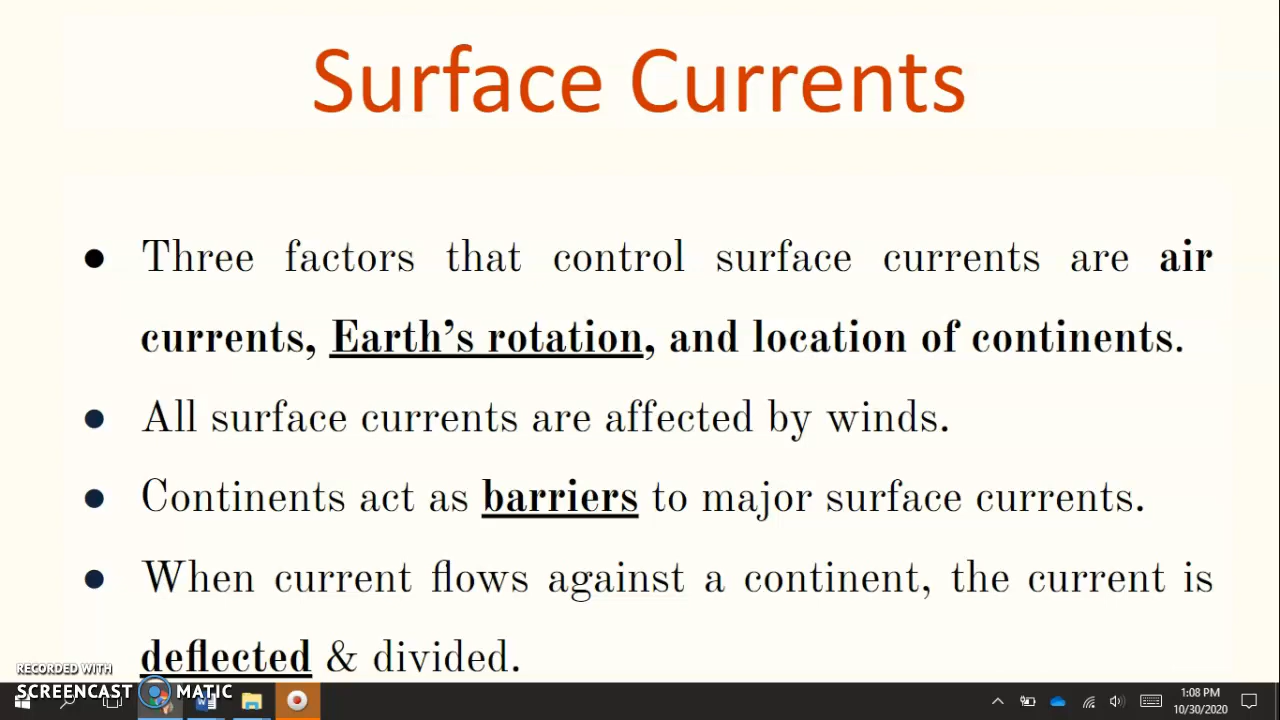 Surface Currents
● Three factors that control surface currents are air
currents, Earth’s rotation, and location of continents.
● All surface currents are affected by winds.
● Continents act as barriers to major surface currents.
● When current flows against a continent, the current is
deflected & divided.
RECORDED WITH
SCREENCAST MATIC
1:08 PM
10/30/2020